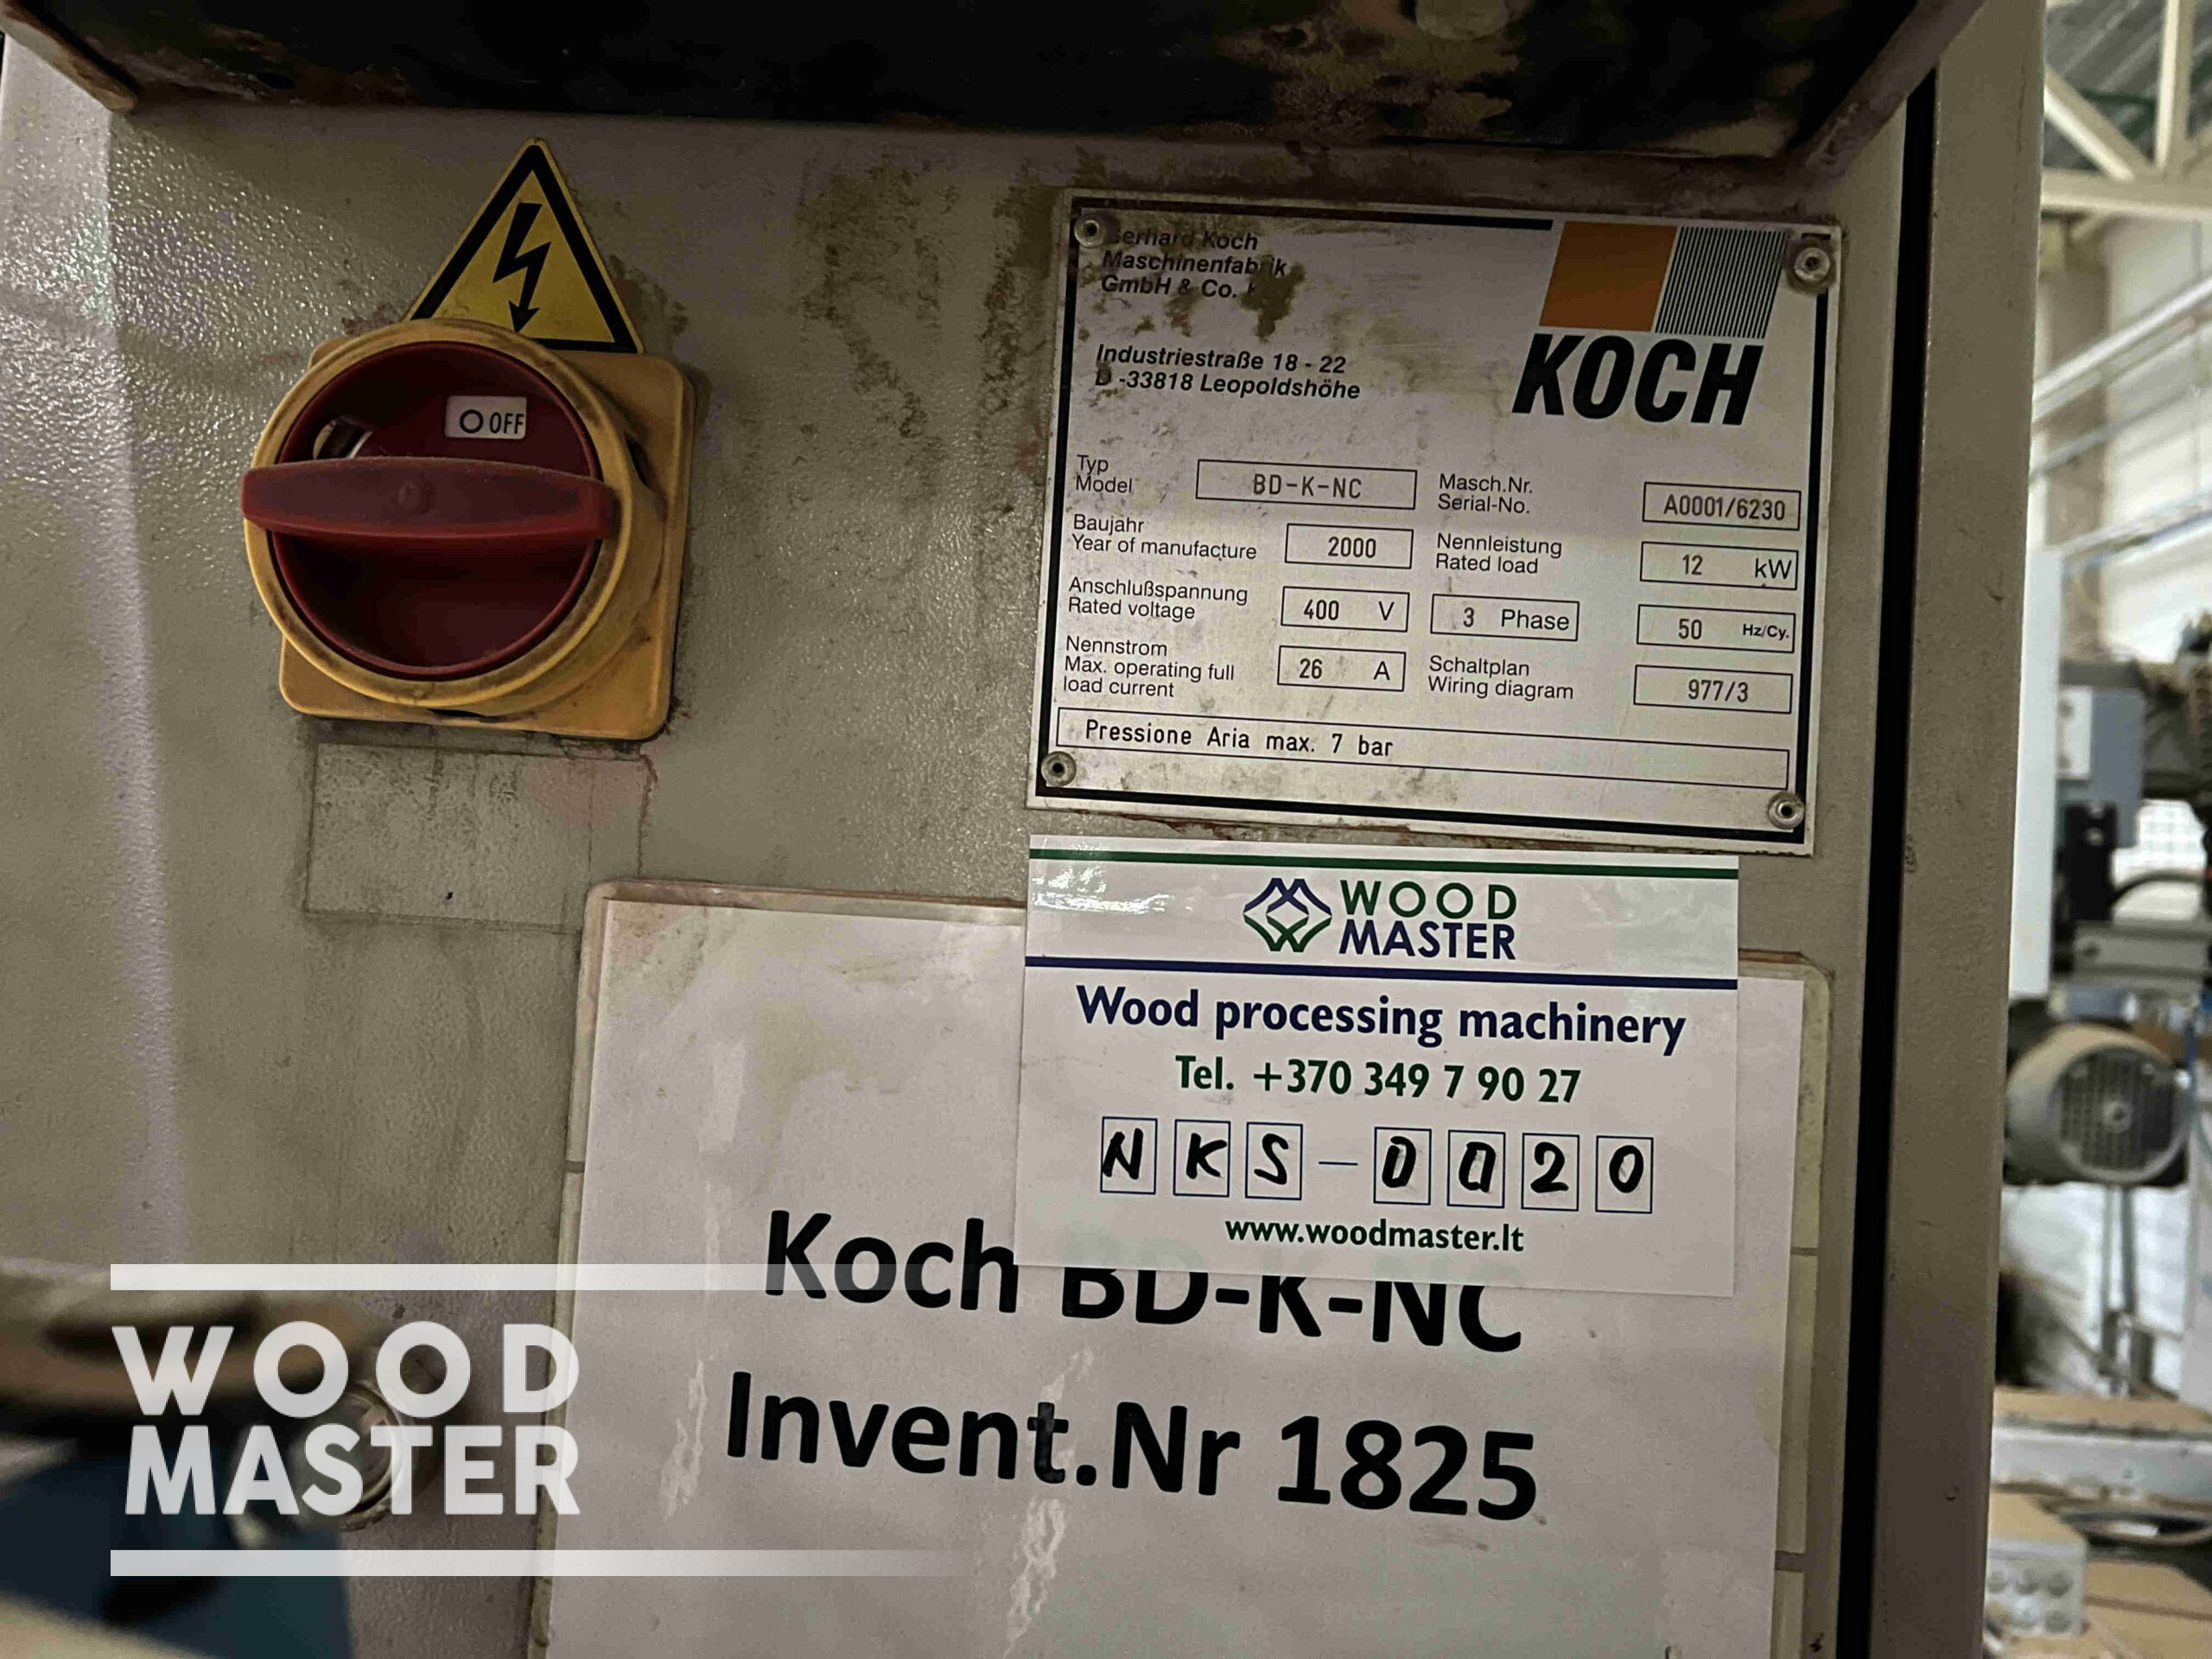 OFF
Gerhard Koch
Maschinenfabrik
GmbH & Co.
Industriestraße 18 - 22
D -33818 Leopoldshöhe
KOCH
Typ
Model
BD-K-NC
Masch.Nr.
Serial-No.
A0001/6230
Baujahr
Year of manufacture
2000
Nennleistung
Rated load
12 kW
Anschlußspannung
Rated voltage
400 V
3 Phase
50 Hz/Cy.
Nennstrom
Max. operating full
load current
26 A
Schaltplan
Wiring diagram
977/3
Pressione Aria max. 7 bar
WOOD
MASTER
Wood processing machinery
Tel. +370 349 7 90 27
NKS-0020
www.woodmaster.lt
Koch BD-K-NC
Invent.Nr 1825
WOOD
MASTER